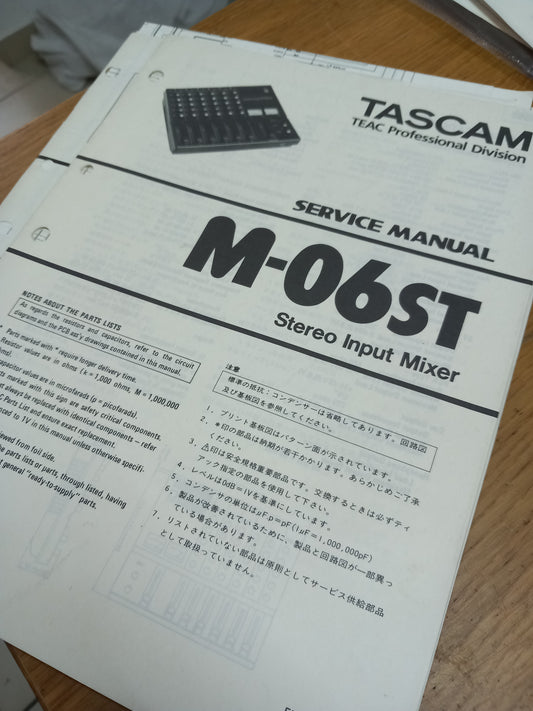 TASCAM
TEAC Professional Division
SERVICE MANUAL
M-06ST
Stereo Input Mixer
NOTES ABOUT THE PARTS LISTS
As regards the resistors and capacitors, refer to the circuit
diagrams and the PCB ass'y drawings contained in this manual.
Parts marked with * require longer delivery time.
Resistor values are in ohms (k = 1,000 ohms, M = 1,000,000
ohms).
Capacitor values are in microfarads (p = picofarads).
parts marked with this sign are safety critical components.
must always be replaced with identical components – refer
C Parts List and ensure exact replacement.
1V in this manual unless otherwise specifi-
viewed from foil side.
the parts lists or parts, through listed, having
general "ready-to-supply" parts.
注意
標準の抵抗:コンデンサーは省略してあります。回路図
及び基板図を参照してください。
1. プリント基板図はパターン面が示されています。
2. *印の部品は納期が若干かかります。あらかじめご了承
ください。
3. ⚠印は安全規格重要部品です。交換するときは必ずティ
アック指定の部品を使用して下さい。
4. レベルは0dB=1Vを基準にしています。
5. コンデンサの単位はμF.p=pF(1μF=1,000,000pF)
6. 製品が改善されているために、製品と回路図が一部異っ
ている場合があります。
7. リストされていない部品は原則としてサービス供給部品
として取扱っていません。